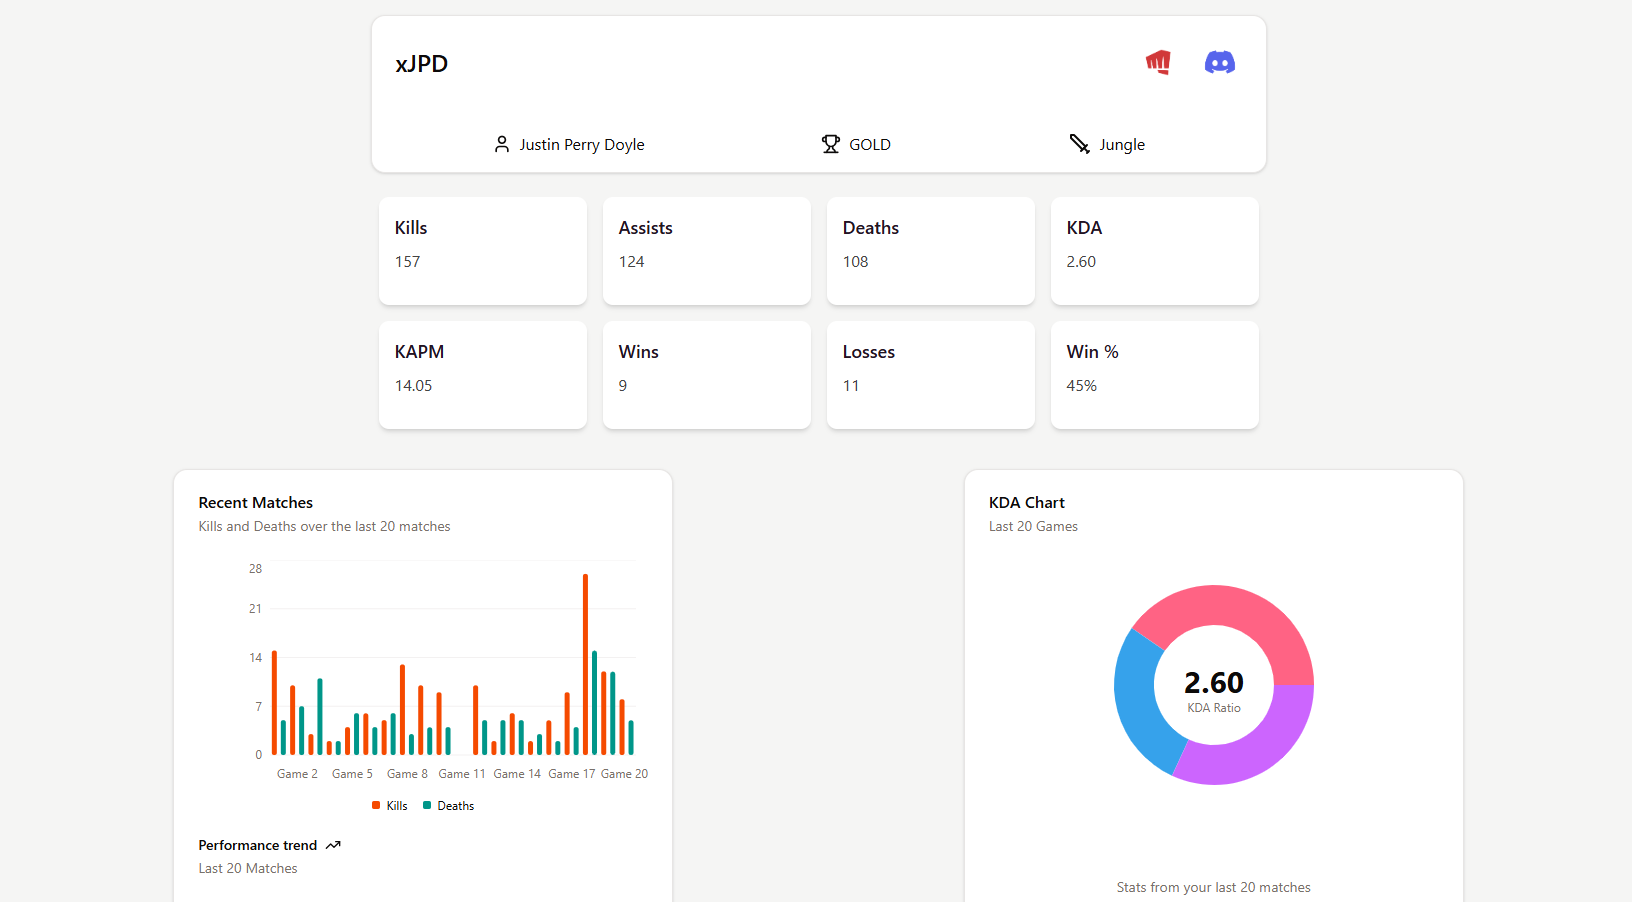 xJPD
Justin Perry Doyle
GOLD
Jungle
Kills
157
Assists
124
Deaths
108
KDA
2.60
KAPM
14.05
Wins
9
Losses
11
Win %
45%
Recent Matches
Kills and Deaths over the last 20 matches
28
21
14
7
0
Game 2 Game 5 Game 8 Game 11 Game 14 Game 17 Game 20
Kills Deaths
Performance trend
Last 20 Matches
KDA Chart
Last 20 Games
2.60
KDA Ratio
Stats from your last 20 matches